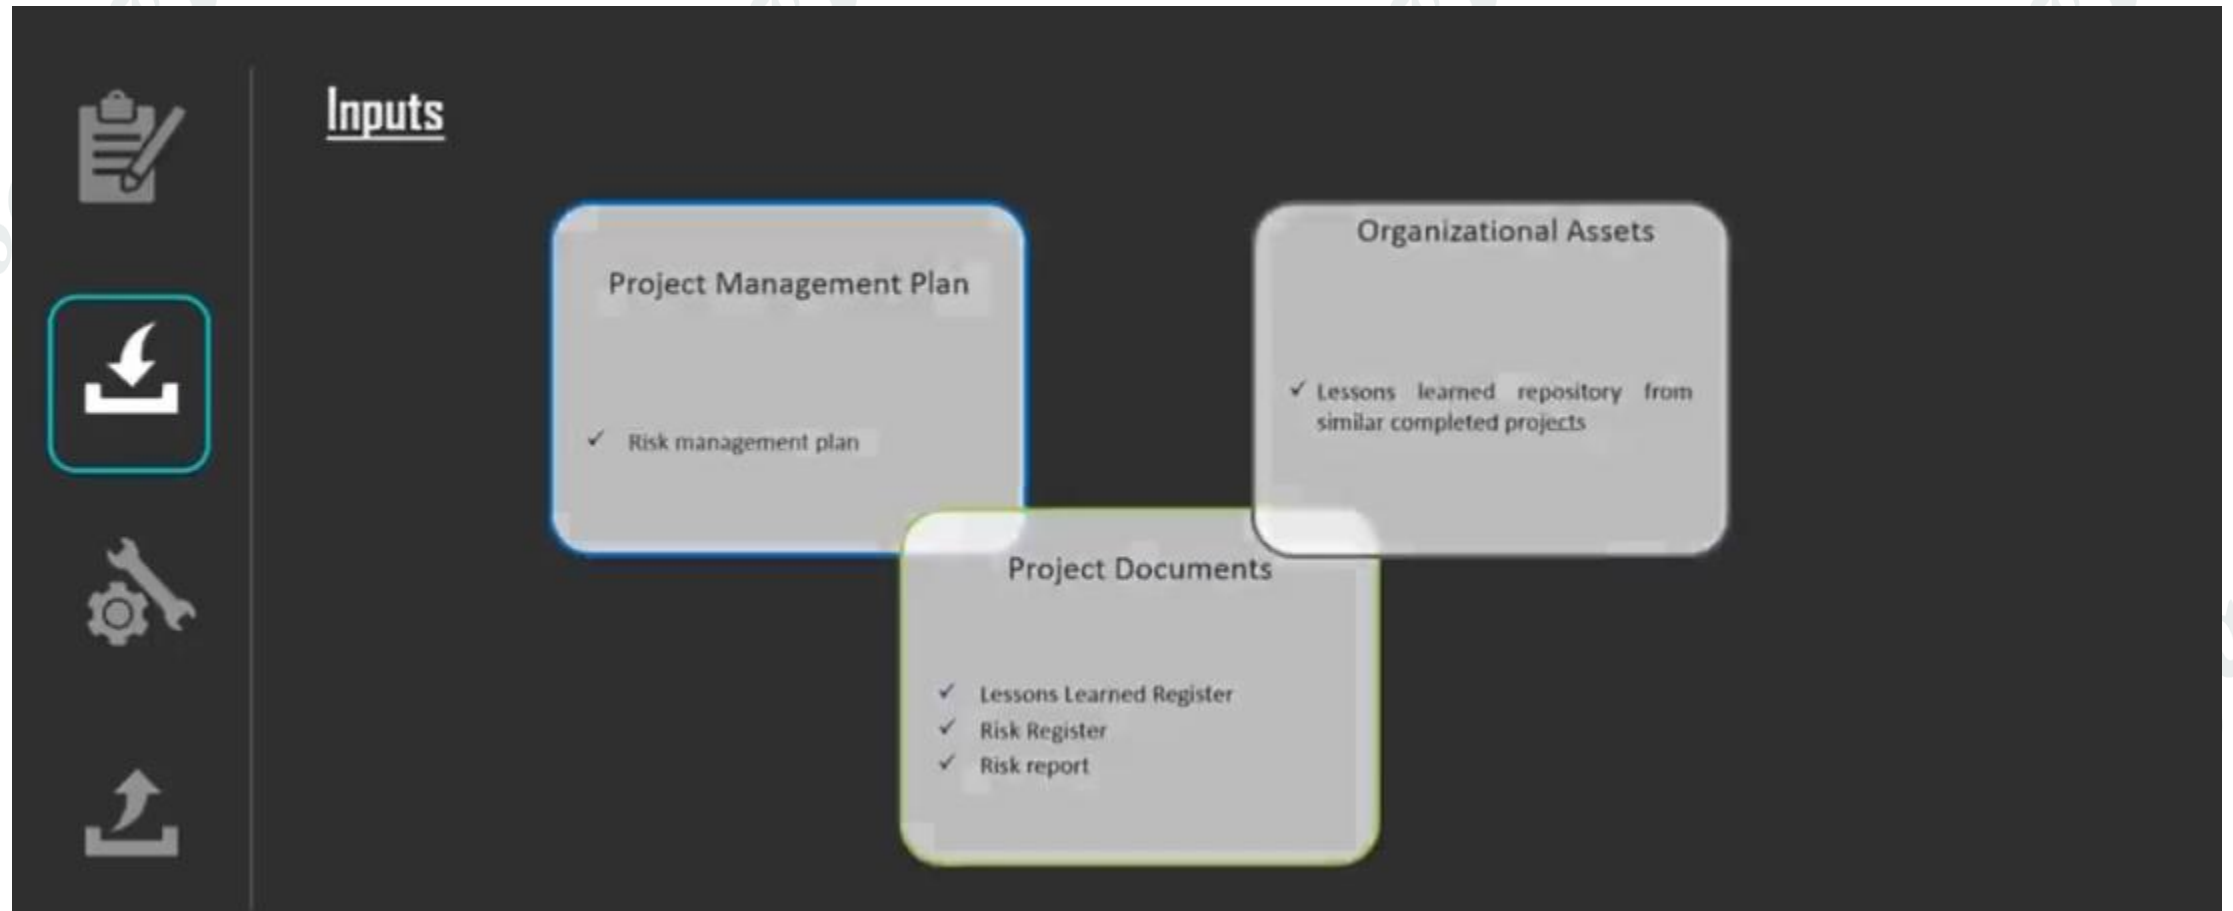 Inputs
Project Management Plan
✓ Risk management plan
Organizational Assets
✓ Lessons learned repository from
similar completed projects
Project Documents
✓ Lessons Learned Register
✓ Risk Register
✓ Risk report